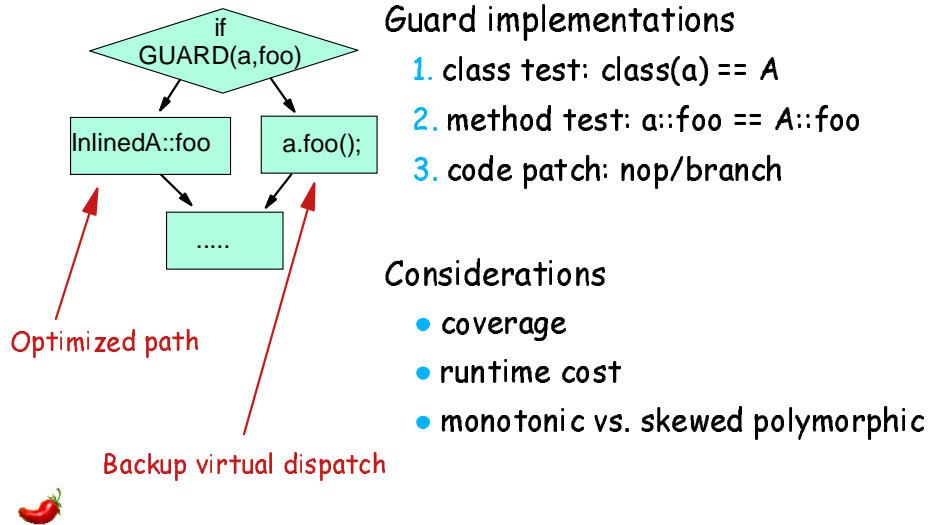 if
GUARD(a,foo)
InlinedA::foo
a.foo();
.....
Optimized path
Backup virtual dispatch
Guard implementations
1. class test: class(a) == A
2. method test: a::foo == A::foo
3. code patch: nop/branch
Considerations
• coverage
• runtime cost
• monotonic vs. skewed polymorphic